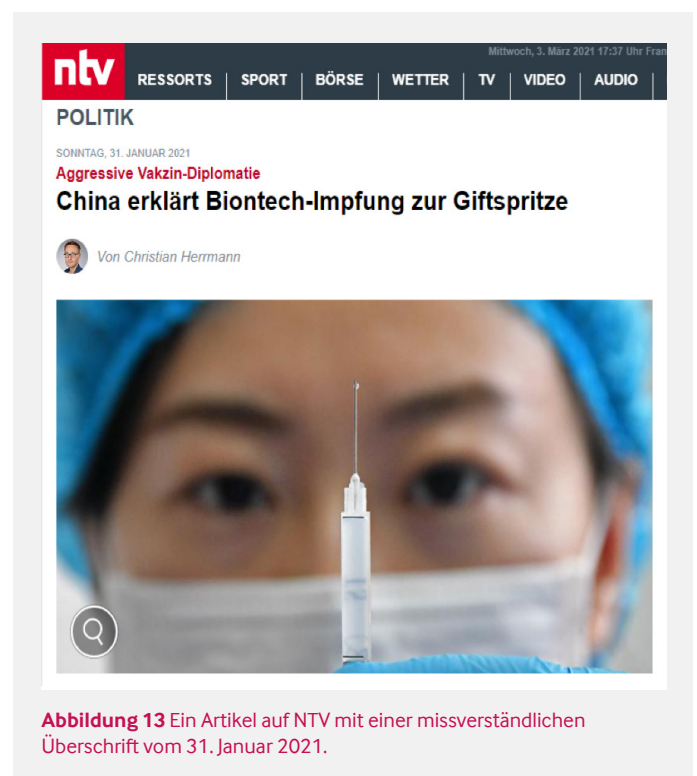 Mittwoch, 3. März 2021 17:37 Uhr Fran
ntv
RESSORTS SPORT BÖRSE WETTER TV VIDEO AUDIO
POLITIK
SONNTAG, 31. JANUAR 2021
Aggressive Vakzin-Diplomatie
China erklärt Biontech-Impfung zur Giftspritze
Von Christian Herrmann
Abbildung 13 Ein Artikel auf NTV mit einer missverständlichen
Überschrift vom 31. Januar 2021.